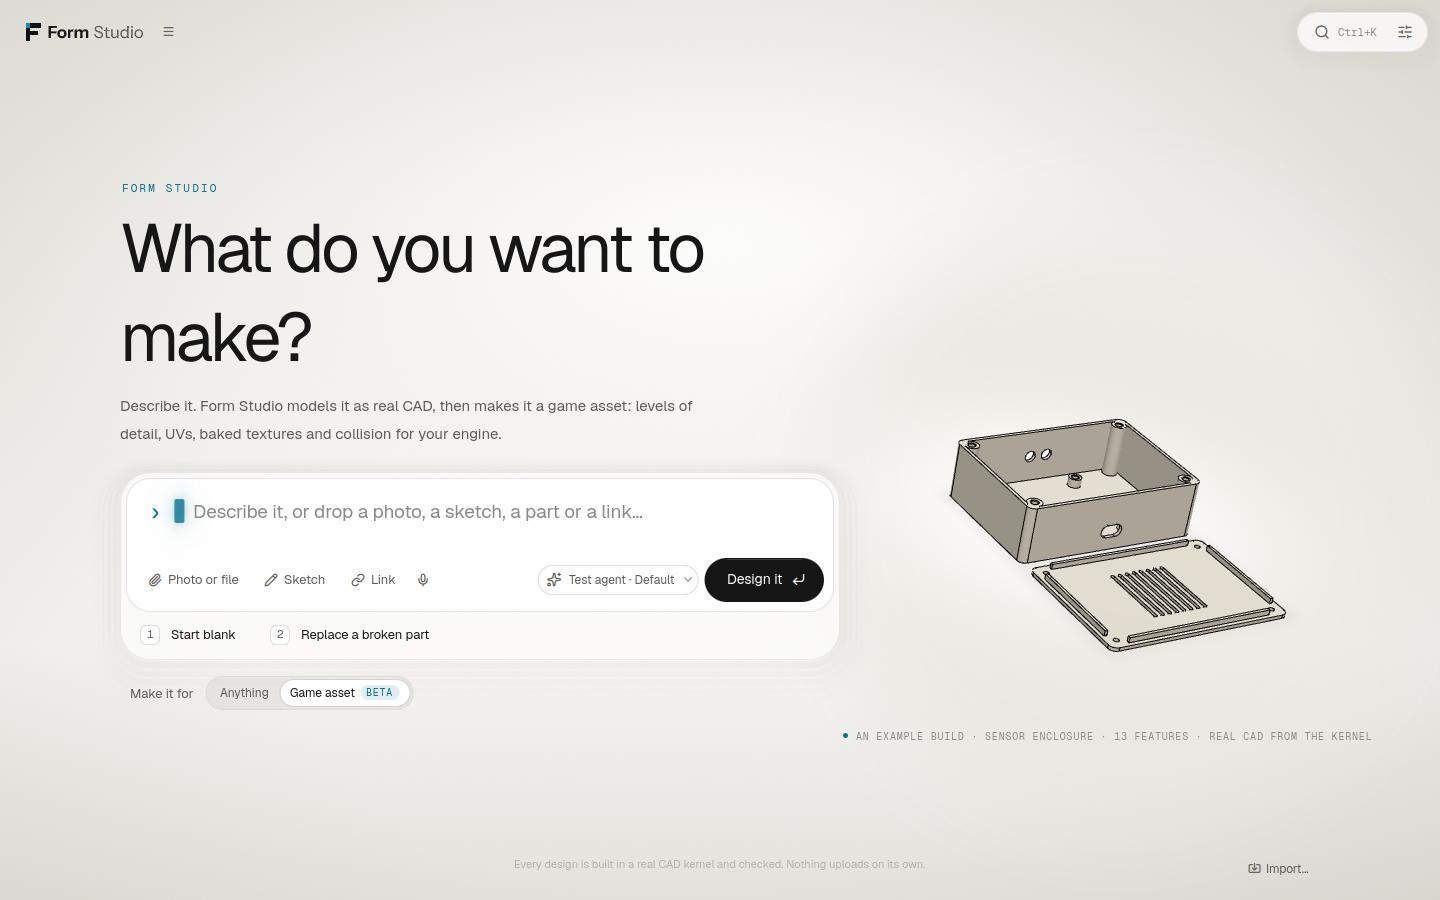 Form Studio
Ctrl+K
FORM STUDIO
What do you want to
make?
Describe it. Form Studio models it as real CAD, then makes it a game asset: levels of
detail, UVs, baked textures and collision for your engine.
› Describe it, or drop a photo, a sketch, a part or a link...
Photo or file Sketch Link Test agent · Default Design it
1 Start blank 2 Replace a broken part
Make it for Anything Game asset BETA
AN EXAMPLE BUILD · SENSOR ENCLOSURE · 13 FEATURES · REAL CAD FROM THE KERNEL
Every design is built in a real CAD kernel and checked. Nothing uploads on its own.
Import...